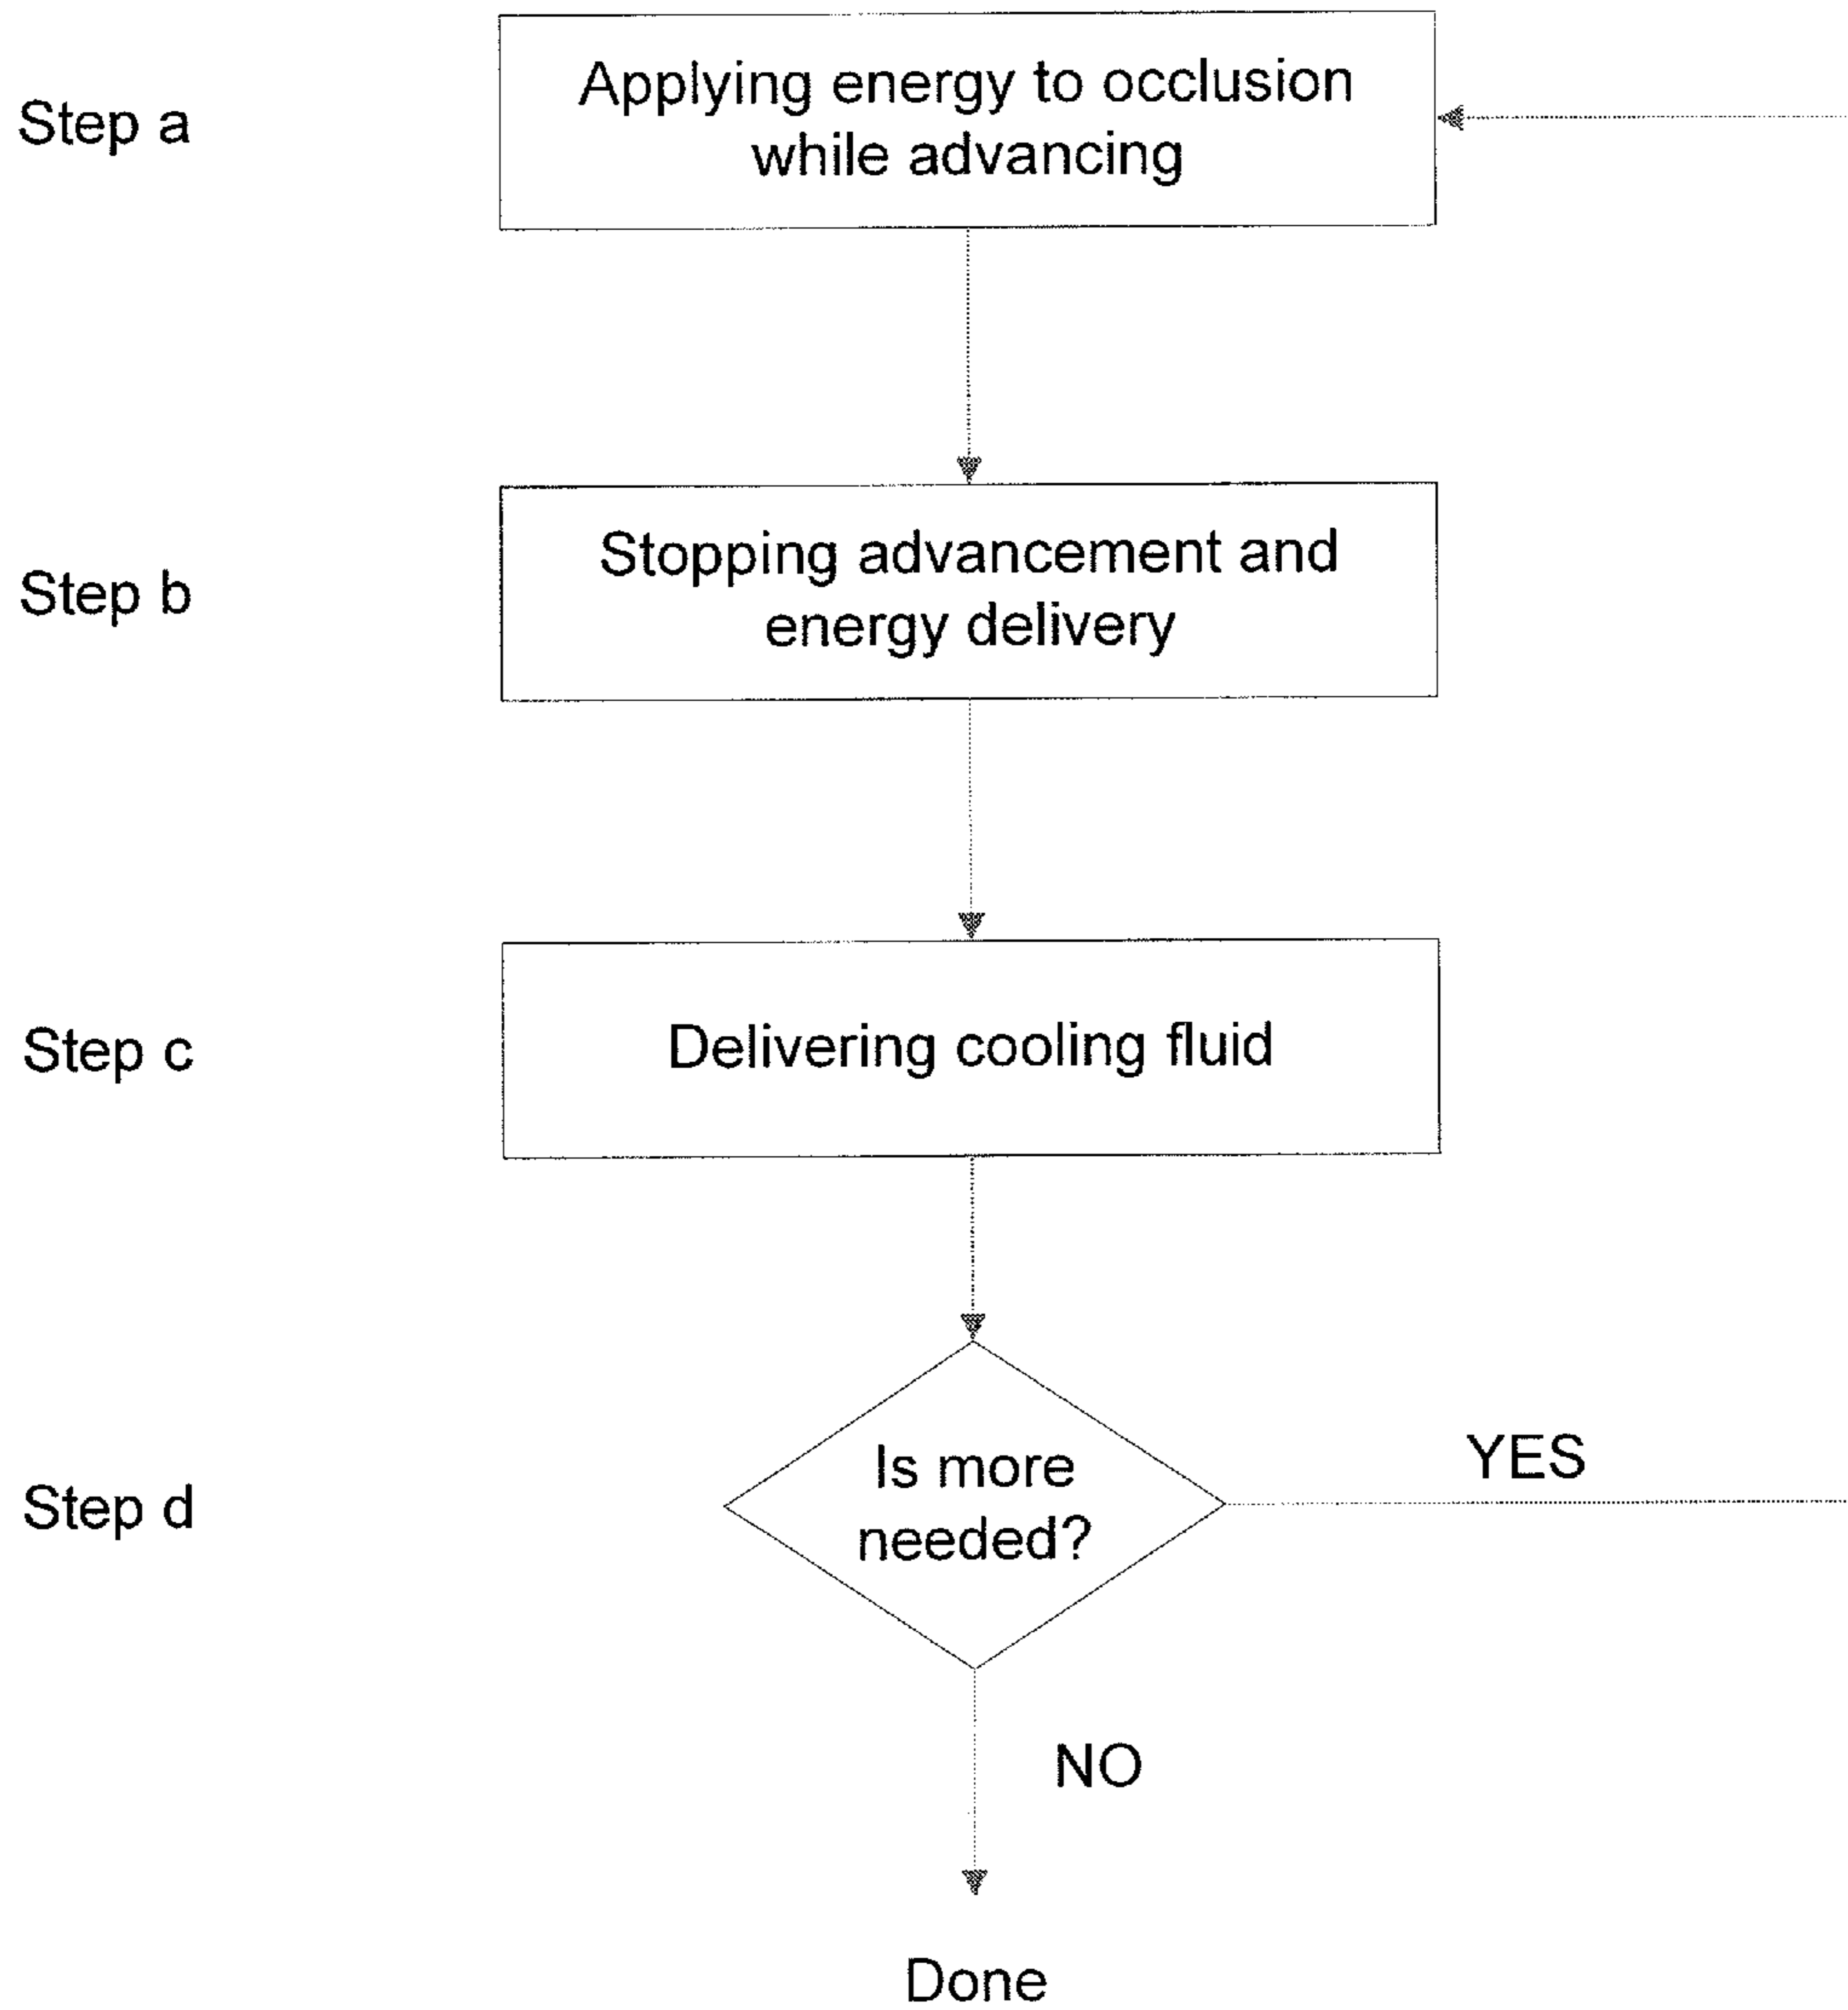 Step a
Applying energy to occlusion
while advancing
Step b
Stopping advancement and
energy delivery
Step c
Delivering cooling fluid
Step d
Is more
needed?
YES
NO
Done